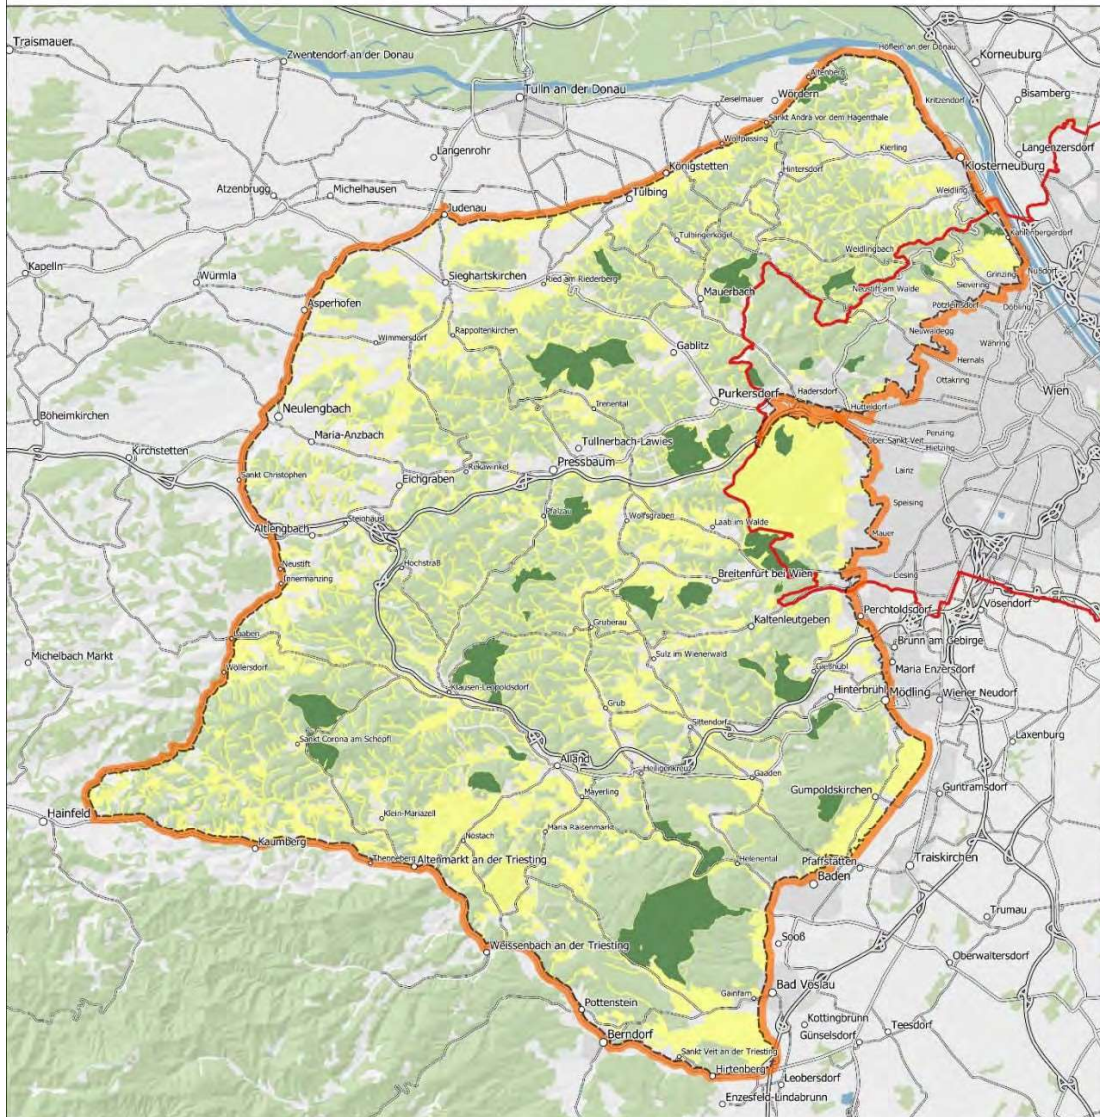 Traismauer
Zwentendorf an der Donau
Höflein an der Donau
Korneuburg
Altenberg
Tulln an der Donau
Zeiselmauer
Wördern
Kritzendorf
Bisamberg
Sankt Andrä vor dem Hagenthale
Wolfpassing
Kierling
Langenzersdorf
Langenrohr
Klosterneuburg
Königstetten
Hintersdorf
Atzenbrugg
Michelhausen
Tulbing
Weidling
Judenau
Tulbingerkogel
Weidlingbach
Kahlenbergerdorf
Kapelln
Würmla
Sieghartskirchen
Ried am Riederberg
Mauerbach
Neustift am Walde
Grinzing
Nußdorf
Sievering
Asperhofen
Pötzleinsdorf
Döbling
Rappoltenkirchen
Wimmersdorf
Neuwaldegg
Währing
Gablitz
Hernals
Ottakring
Wien
Purkersdorf
Hadersdorf
Hütteldorf
Böheimkirchen
Neulengbach
Irenental
Maria-Anzbach
Tullnerbach-Lawies
Penzing
Ober Sankt Veit
Hietzing
Kirchstetten
Pressbaum
Rekawinkel
Lainz
Sankt Christophen
Eichgraben
Speising
Pfalzau
Wolfsgraben
Laab im Walde
Altlengbach
Steinhäusl
Mauer
Neustift
Innermanzing
Hochstraß
Breitenfurt bei Wien
Liesing
Perchtoldsdorf
Vösendorf
Laaben
Gruberau
Kaltenleutgeben
Brunn am Gebirge
Michelbach Markt
Wöllersdorf
Sulz im Wienerwald
Gießhübl
Maria Enzersdorf
Klausen-Leopoldsdorf
Hinterbrühl
Mödling
Wiener Neudorf
Grub
Sittendorf
Sankt Corona am Schöpfl
Laxenburg
Alland
Heiligenkreuz
Gaaden
Mayerling
Gumpoldskirchen
Guntramsdorf
Hainfeld
Klein-Mariazell
Nöstach
Maria Raisenmarkt
Kaumberg
Thenneberg
Altenmarkt an der Triesting
Helenental
Pfaffstätten
Traiskirchen
Baden
Trumau
Weissenbach an der Triesting
Sooß
Oberwaltersdorf
Gainfarn
Bad Vöslau
Pottenstein
Kottingbrunn
Teesdorf
Günselsdorf
Berndorf
Sankt Veit an der Triesting
Hirtenberg
Leobersdorf
Enzesfeld-Lindabrunn